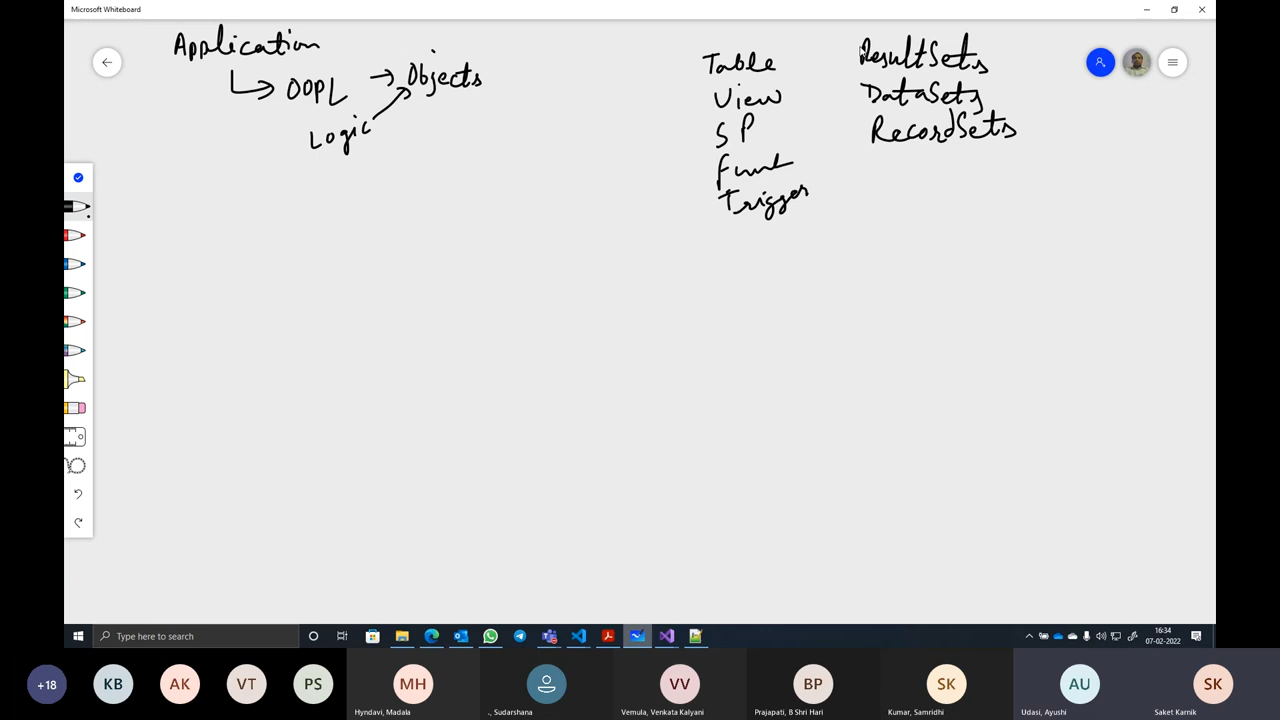 Microsoft Whiteboard
Application
OOPL → Objects
Logic
Table
View
SP
Funt
Trigger
ResultSets
DataSets
RecordSets
Type here to search
16:34
07-02-2022
+18
KB
AK
VT
PS
MH
Hyndavi, Madala
., Sudarshana
VV
Vemula, Venkata Kalyani
BP
Prajapati, B Shri Hari
SK
Kumar, Samridhi
AU
Udasi, Ayushi
SK
Saket Karnik